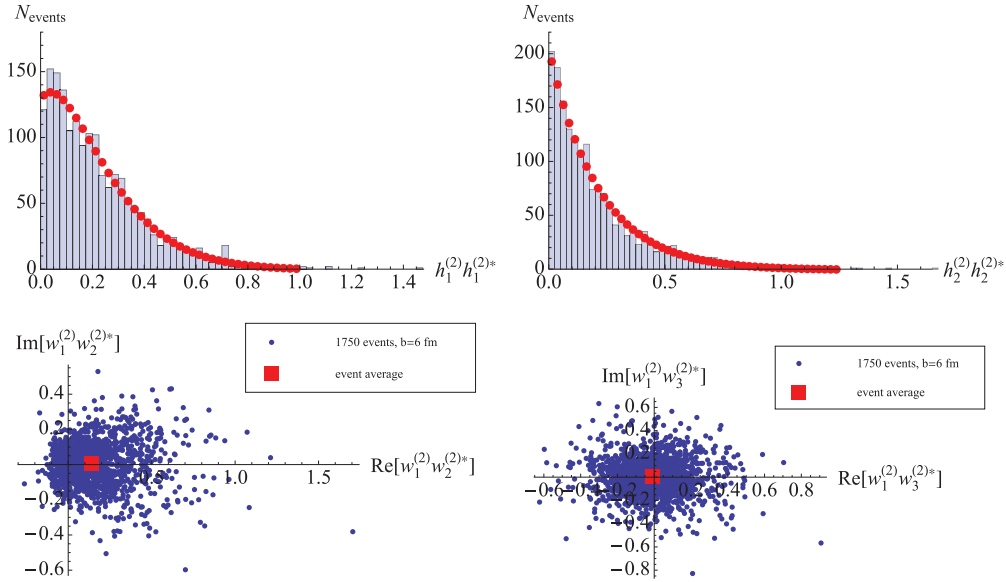 N_events
150
100
50
0
0.0 0.2 0.4 0.6 0.8 1.0 1.2 1.4
h_1^(2) h_1^(2)*
N_events
200
150
100
50
0
0.0 0.5 1.0 1.5
h_2^(2) h_2^(2)*
Im[w_1^(2) w_2^(2)*]
1750 events, b=6 fm
event average
0.4
0.2
−0.2
−0.4
−0.6
0.5 1.0 1.5
Re[w_1^(2) w_2^(2)*]
Im[w_1^(2) w_3^(2)*]
1750 events, b=6 fm
event average
0.6
0.4
0.2
−0.2
−0.4
−0.6
−0.8
−0.6 −0.4 −0.2 0.2 0.4 0.6 0.8
Re[w_1^(2) w_3^(2)*]